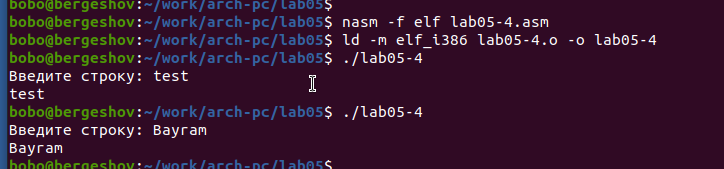 bobo@bergeshov:~/work/arch-pc/lab05$
bobo@bergeshov:~/work/arch-pc/lab05$ nasm -f elf lab05-4.asm
bobo@bergeshov:~/work/arch-pc/lab05$ ld -m elf_i386 lab05-4.o -o lab05-4
bobo@bergeshov:~/work/arch-pc/lab05$ ./lab05-4
Введите строку: test
test
bobo@bergeshov:~/work/arch-pc/lab05$ ./lab05-4
Введите строку: Bayram
Bayram
bobo@bergeshov:~/work/arch-pc/lab05$